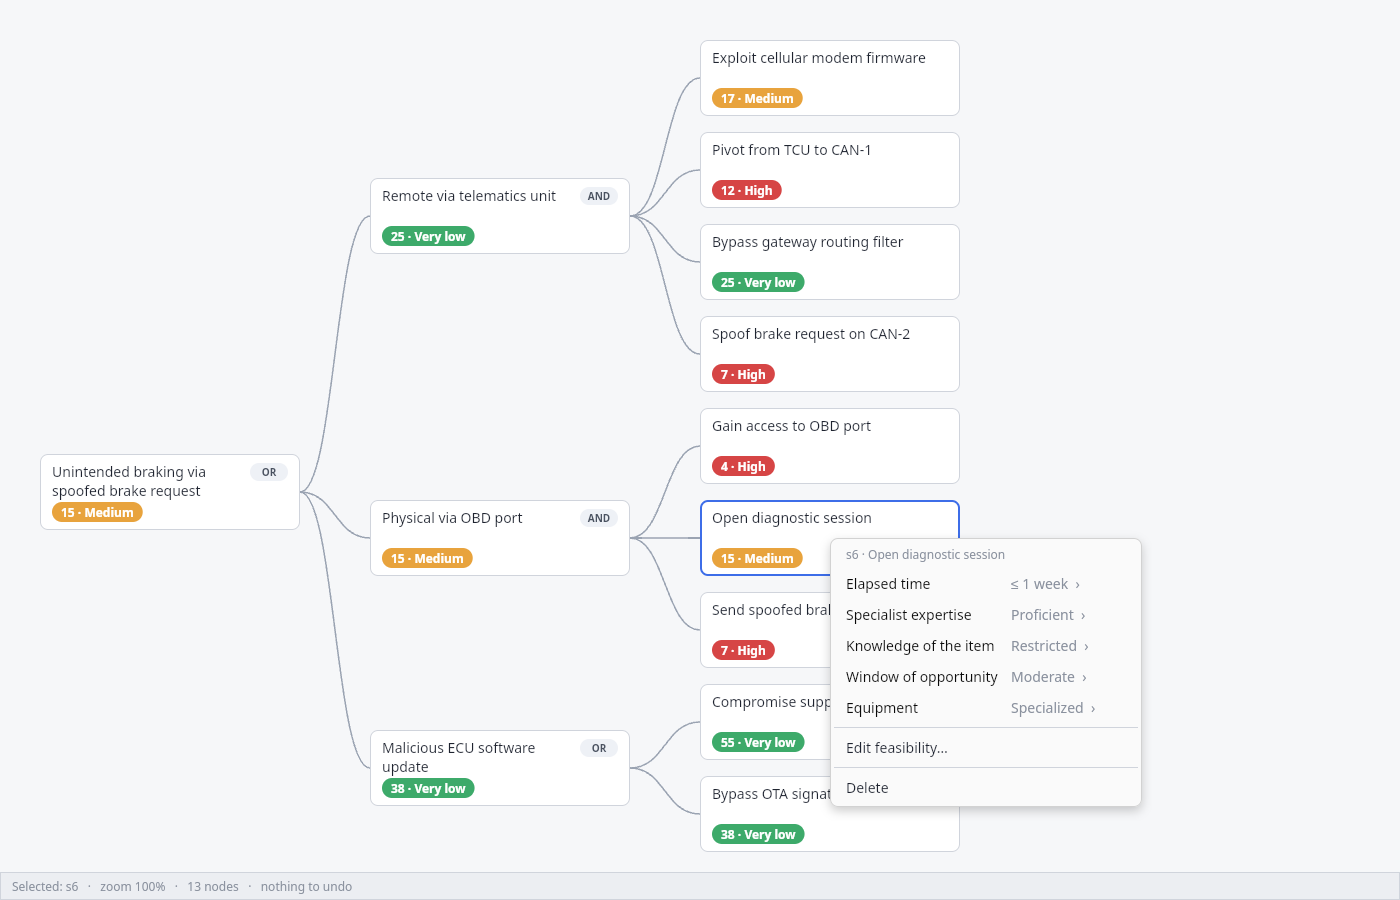 Exploit cellular modem firmware
17 · Medium
Pivot from TCU to CAN-1
12 · High
Remote via telematics unit
AND
25 · Very low
Bypass gateway routing filter
25 · Very low
Spoof brake request on CAN-2
7 · High
Gain access to OBD port
4 · High
Unintended braking via
spoofed brake request
OR
15 · Medium
Physical via OBD port
AND
15 · Medium
Open diagnostic session
15 · Medium
Send spoofed
7 · High
Compromise
55 · Very low
Malicious ECU software
update
OR
38 · Very low
Bypass OTA
38 · Very low
s6 · Open diagnostic session
Elapsed time ≤ 1 week ›
Specialist expertise Proficient ›
Knowledge of the item Restricted ›
Window of opportunity Moderate ›
Equipment Specialized ›
Edit feasibility...
Delete
Selected: s6 · zoom 100% · 13 nodes · nothing to undo